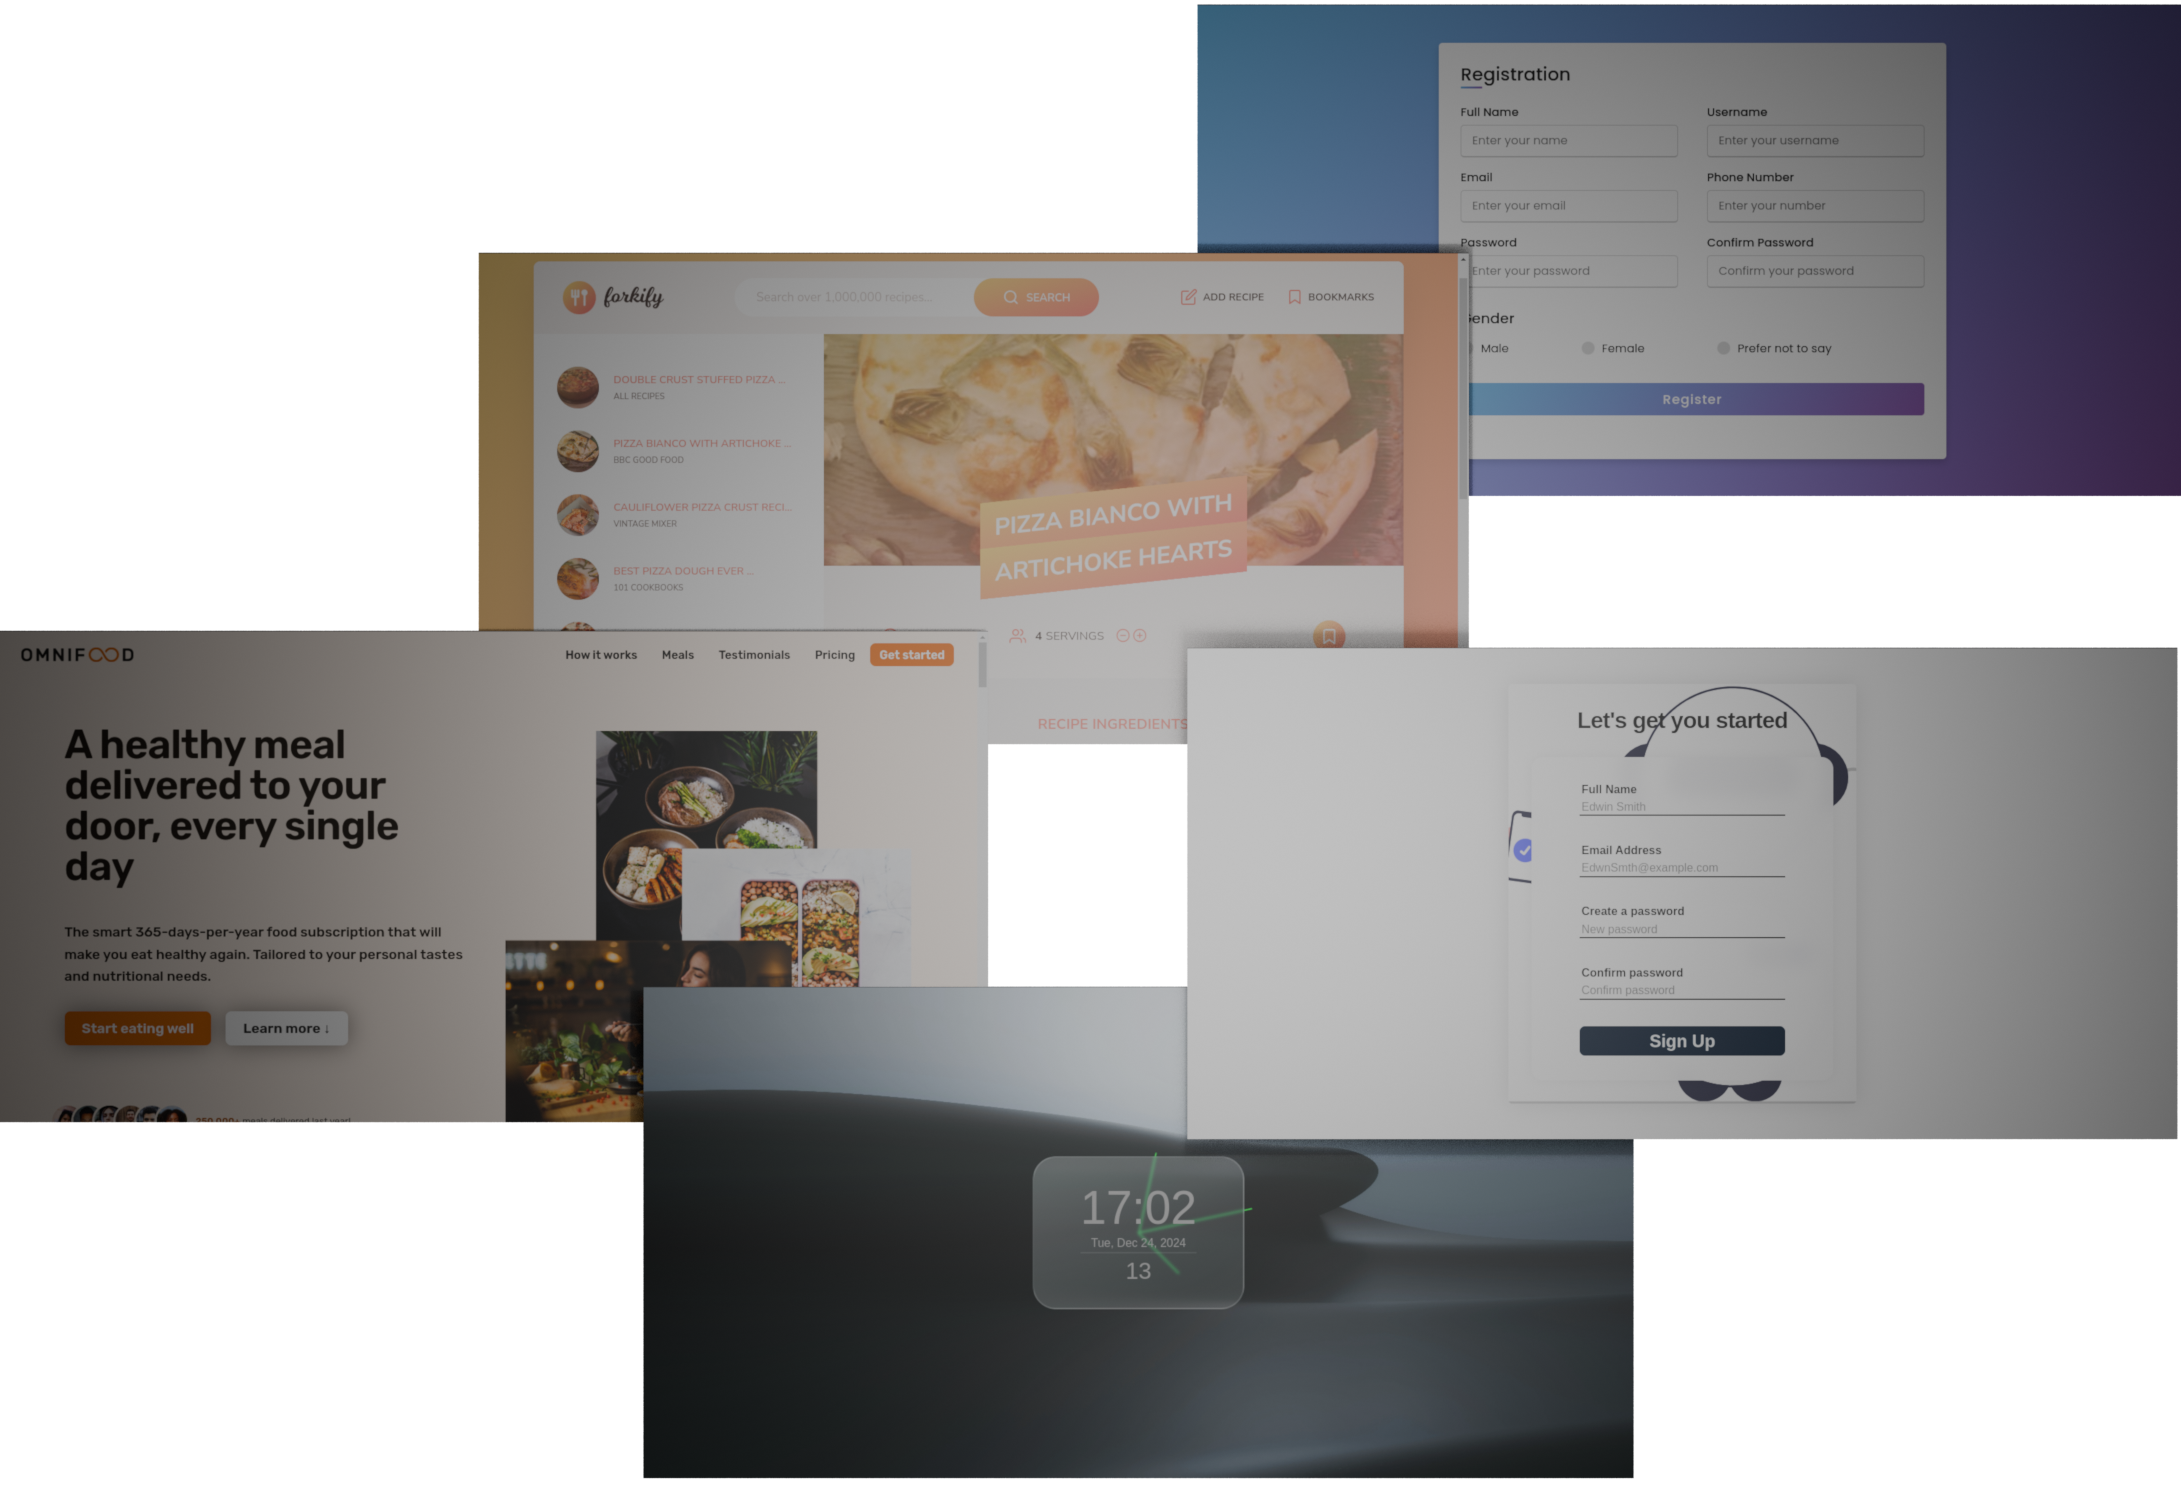 Registration
Full Name
Username
Enter your name
Enter your username
Email
Phone Number
Enter your email
Enter your number
Password
Confirm Password
Enter your password
Confirm your password
Gender
Male
Female
Prefer not to say
Register
forkify
Search over 1,000,000 recipes...
SEARCH
ADD RECIPE
BOOKMARKS
DOUBLE CRUST STUFFED PIZZA ...
ALL RECIPES
PIZZA BIANCO WITH ARTICHOKE ...
BBC GOOD FOOD
CAULIFLOWER PIZZA CRUST RECI...
VINTAGE MIXER
BEST PIZZA DOUGH EVER ...
101 COOKBOOKS
PIZZA BIANCO WITH
ARTICHOKE HEARTS
4 SERVINGS
RECIPE INGREDIENTS
OMNIFOOD
How it works
Meals
Testimonials
Pricing
Get started
A healthy meal
delivered to your
door, every single
day
The smart 365-days-per-year food subscription that will
make you eat healthy again. Tailored to your personal tastes
and nutritional needs.
Start eating well
Learn more ↓
250,000+ meals delivered last year!
Let's get you started
Full Name
Edwin Smith
Email Address
EdwnSmth@example.com
Create a password
New password
Confirm password
Confirm password
Sign Up
17:02
Tue, Dec 24, 2024
13